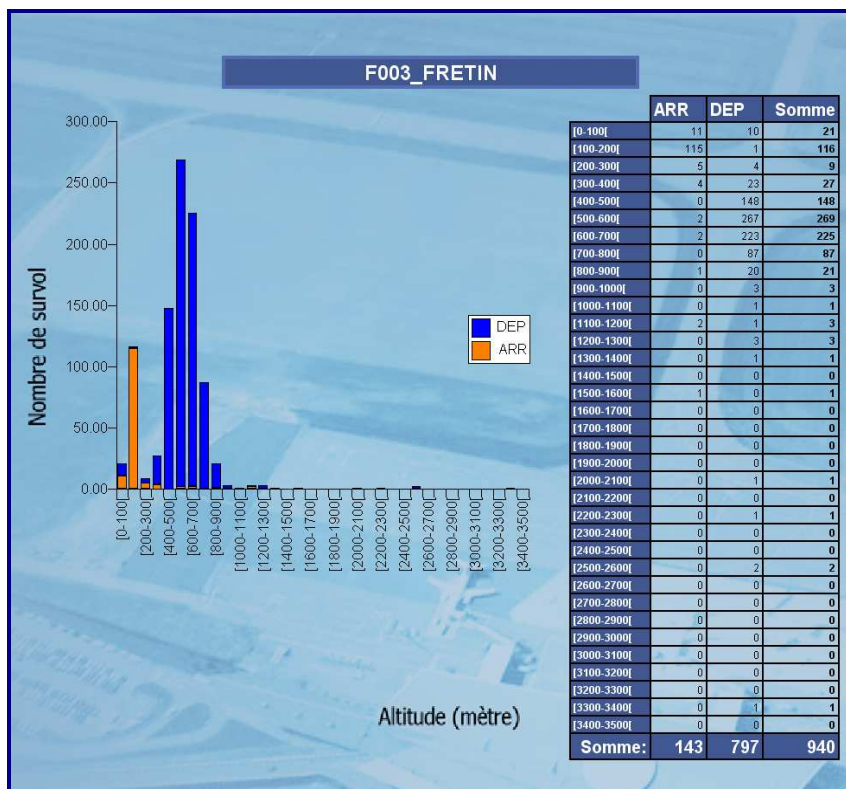 F003_FRETIN
300.00
250.00
200.00
150.00
100.00
50.00
0.00
Nombre de survol
[0-100[
[200-300[
[400-500[
[600-700[
[800-900[
[1000-1100[
[1200-1300[
[1400-1500[
[1600-1700[
[1800-1900[
[2000-2100[
[2200-2300[
[2400-2500[
[2600-2700[
[2800-2900[
[3000-3100[
[3200-3300[
[3400-3500[
Altitude (mètre)
DEP
ARR
ARR DEP Somme
[0-100[ 11 10 21
[100-200[ 115 1 116
[200-300[ 5 4 9
[300-400[ 4 23 27
[400-500[ 0 148 148
[500-600[ 2 267 269
[600-700[ 2 223 225
[700-800[ 0 87 87
[800-900[ 1 20 21
[900-1000[ 0 3 3
[1000-1100[ 0 1 1
[1100-1200[ 2 1 3
[1200-1300[ 0 3 3
[1300-1400[ 0 1 1
[1400-1500[ 0 0 0
[1500-1600[ 1 0 1
[1600-1700[ 0 0 0
[1700-1800[ 0 0 0
[1800-1900[ 0 0 0
[1900-2000[ 0 0 0
[2000-2100[ 0 1 1
[2100-2200[ 0 0 0
[2200-2300[ 0 1 1
[2300-2400[ 0 0 0
[2400-2500[ 0 0 0
[2500-2600[ 0 2 2
[2600-2700[ 0 0 0
[2700-2800[ 0 0 0
[2800-2900[ 0 0 0
[2900-3000[ 0 0 0
[3000-3100[ 0 0 0
[3100-3200[ 0 0 0
[3200-3300[ 0 0 0
[3300-3400[ 0 1 1
[3400-3500[ 0 0 0
Somme: 143 797 940